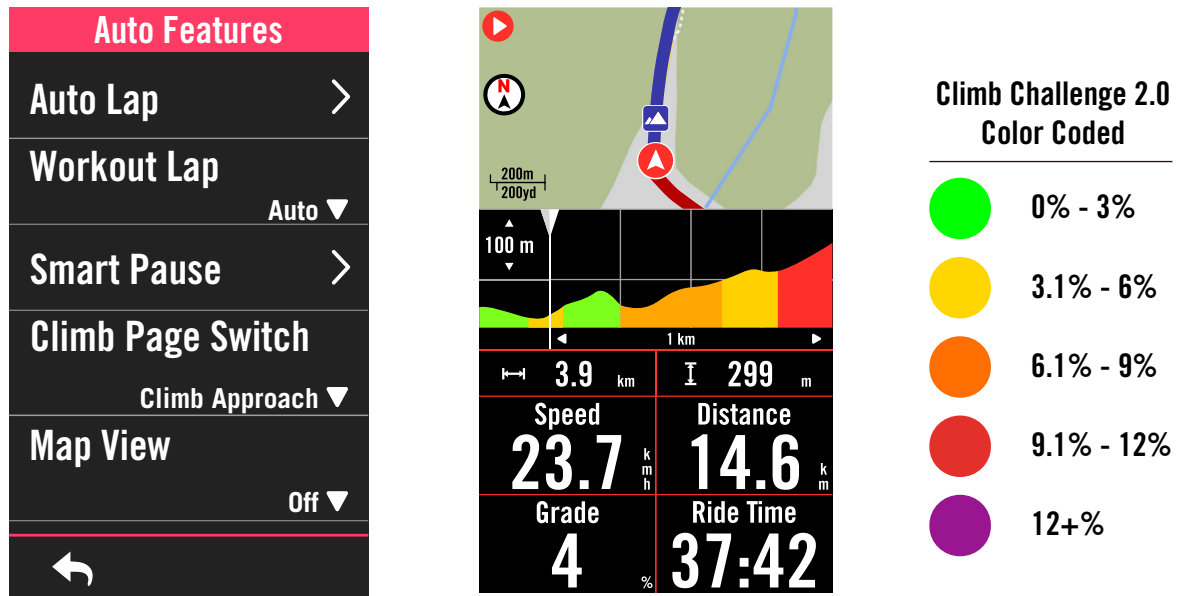 Auto Features
Auto Lap
Workout Lap
Auto
Smart Pause
Climb Page Switch
Climb Approach
Map View
Off
N
200m
200yd
100 m
1 km
3.9 km
299 m
Speed
23.7 kmh
Distance
14.6 km
Grade
4 %
Ride Time
37:42
Climb Challenge 2.0
Color Coded
0% - 3%
3.1% - 6%
6.1% - 9%
9.1% - 12%
12+%